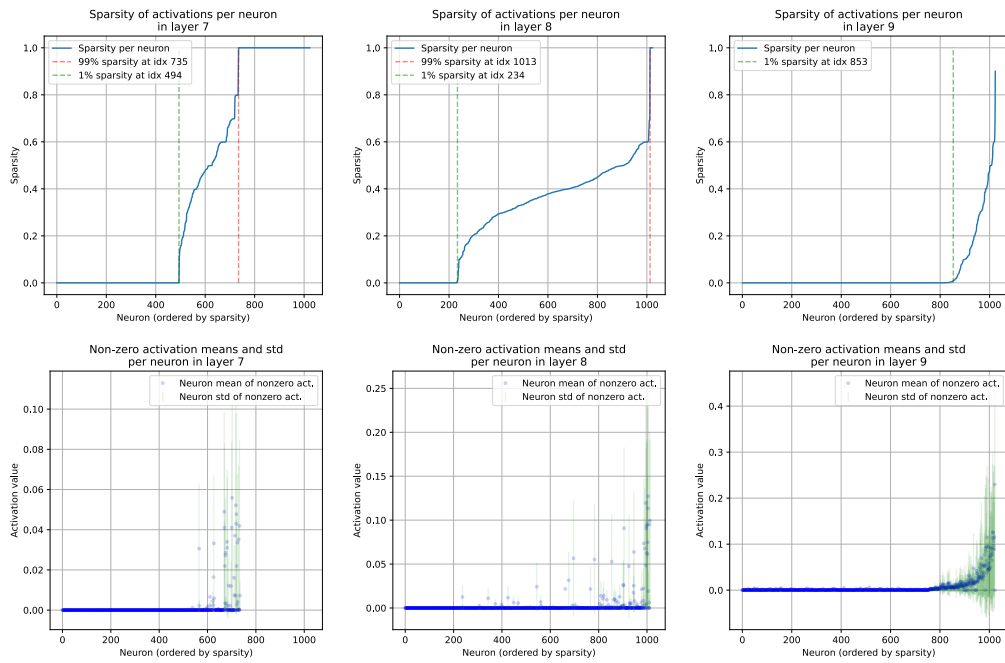 Sparsity of activations per neuron
in layer 7
1.0
0.8
0.6
0.4
0.2
0.0
Sparsity
Sparsity per neuron
99% sparsity at idx 735
1% sparsity at idx 494
0 200 400 600 800 1000
Neuron (ordered by sparsity)
Sparsity of activations per neuron
in layer 8
1.0
0.8
0.6
0.4
0.2
0.0
Sparsity
Sparsity per neuron
99% sparsity at idx 1013
1% sparsity at idx 234
0 200 400 600 800 1000
Neuron (ordered by sparsity)
Sparsity of activations per neuron
in layer 9
1.0
0.8
0.6
0.4
0.2
0.0
Sparsity
Sparsity per neuron
1% sparsity at idx 853
0 200 400 600 800 1000
Neuron (ordered by sparsity)
Non-zero activation means and std
per neuron in layer 7
0.10
0.08
0.06
0.04
0.02
0.00
Activation value
Neuron mean of nonzero act.
Neuron std of nonzero act.
0 200 400 600 800 1000
Neuron (ordered by sparsity)
Non-zero activation means and std
per neuron in layer 8
0.25
0.20
0.15
0.10
0.05
0.00
Activation value
Neuron mean of nonzero act.
Neuron std of nonzero act.
0 200 400 600 800 1000
Neuron (ordered by sparsity)
Non-zero activation means and std
per neuron in layer 9
0.4
0.3
0.2
0.1
0.0
Activation value
Neuron mean of nonzero act.
Neuron std of nonzero act.
0 200 400 600 800 1000
Neuron (ordered by sparsity)